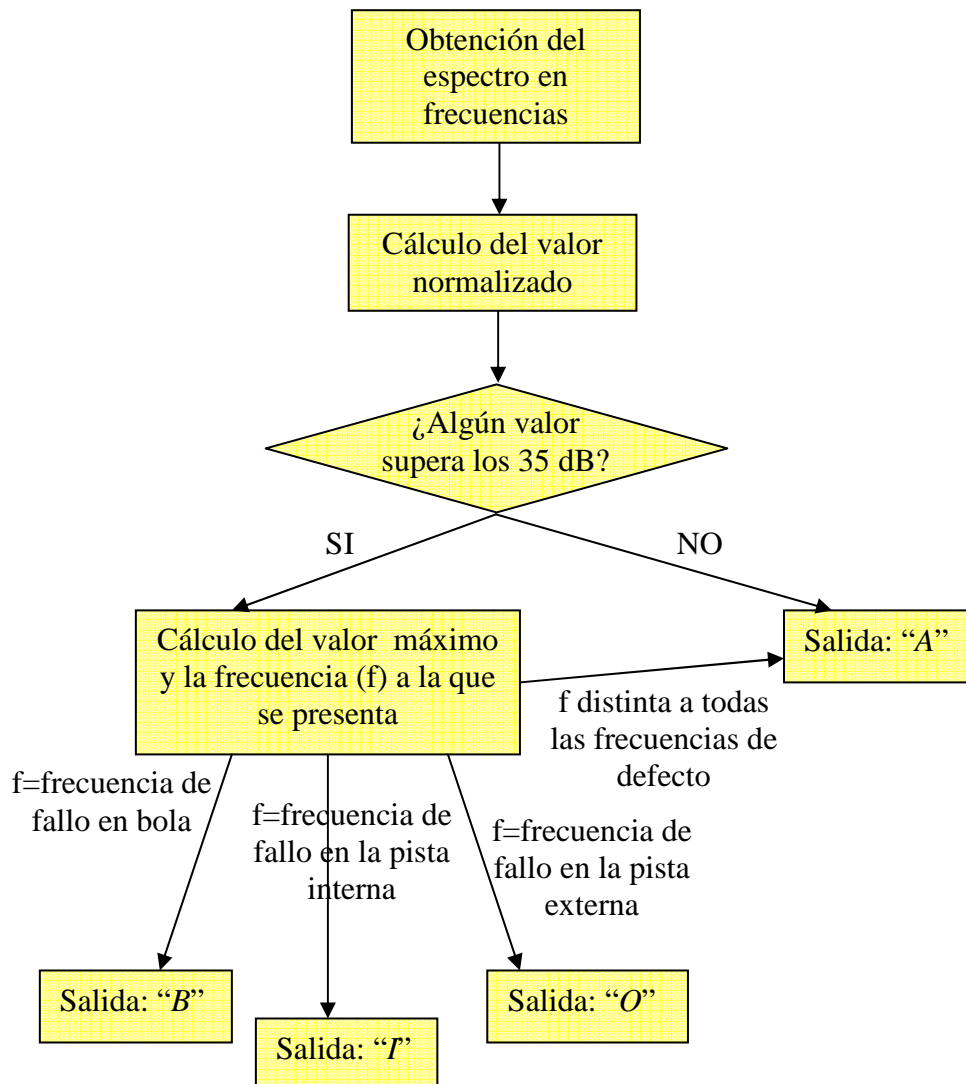 Obtención del
espectro en
frecuencias
Cálculo del valor
normalizado
¿Algún valor
supera los 35 dB?
SI
NO
Cálculo del valor máximo
y la frecuencia (f) a la que
se presenta
Salida: “A”
f distinta a todas
las frecuencias de
defecto
f=frecuencia de
fallo en bola
f=frecuencia de
fallo en la pista
interna
f=frecuencia de
fallo en la pista
externa
Salida: “B”
Salida: “I”
Salida: “O”